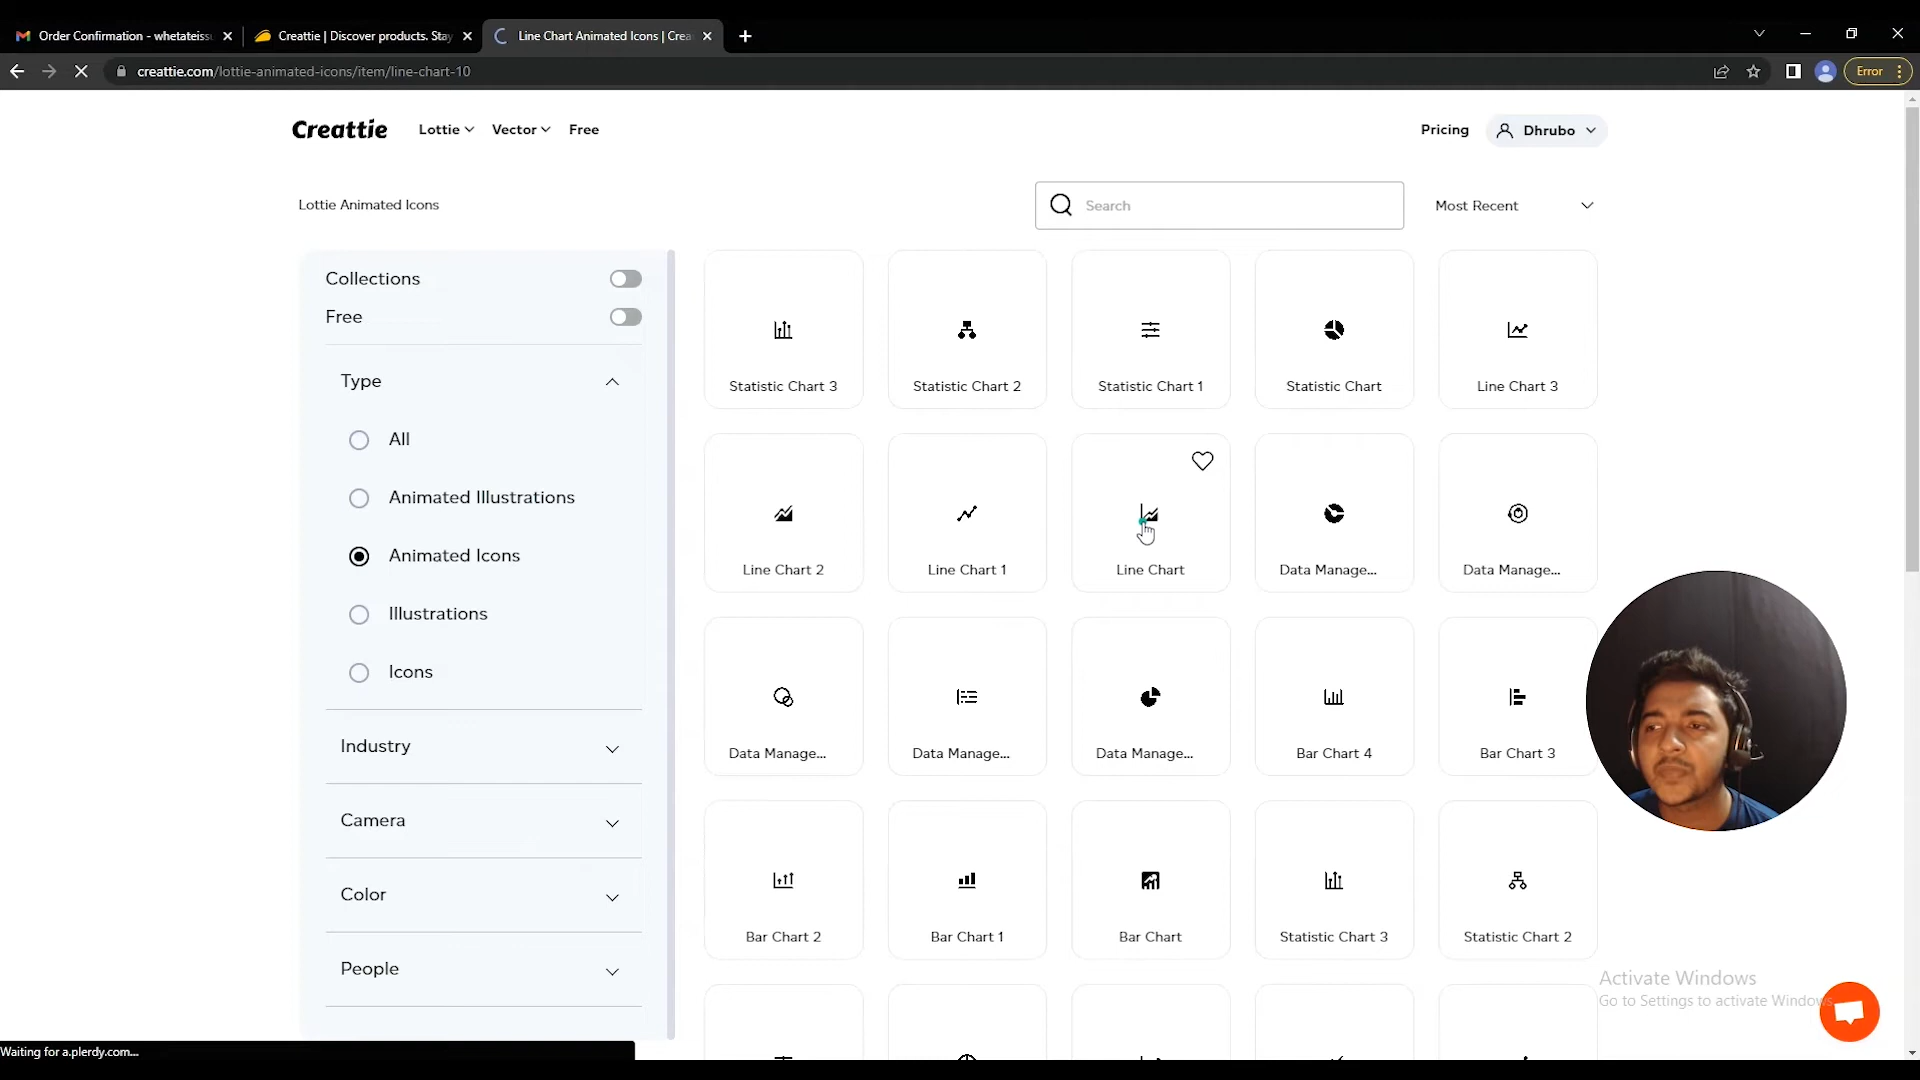 Order Confirmation - whetateiss
Creattie | Discover products. Stay
Line Chart Animated Icons | Crea
creattie.com/lottie-animated-icons/item/line-chart-10
Error
Creattie
Lottie
Vector
Free
Pricing
Dhrubo
Lottie Animated Icons
Search
Most Recent
Collections
Free
Type
All
Animated Illustrations
Animated Icons
Illustrations
Icons
Industry
Camera
Color
People
Statistic Chart 3
Statistic Chart 2
Statistic Chart 1
Statistic Chart
Line Chart 3
Line Chart 2
Line Chart 1
Line Chart
Data Manage...
Data Manage...
Data Manage...
Data Manage...
Data Manage...
Bar Chart 4
Bar Chart 3
Bar Chart 2
Bar Chart 1
Bar Chart
Statistic Chart 3
Statistic Chart 2
Activate Windows
Go to Settings to activate Windows
Waiting for a.plerdy.com...